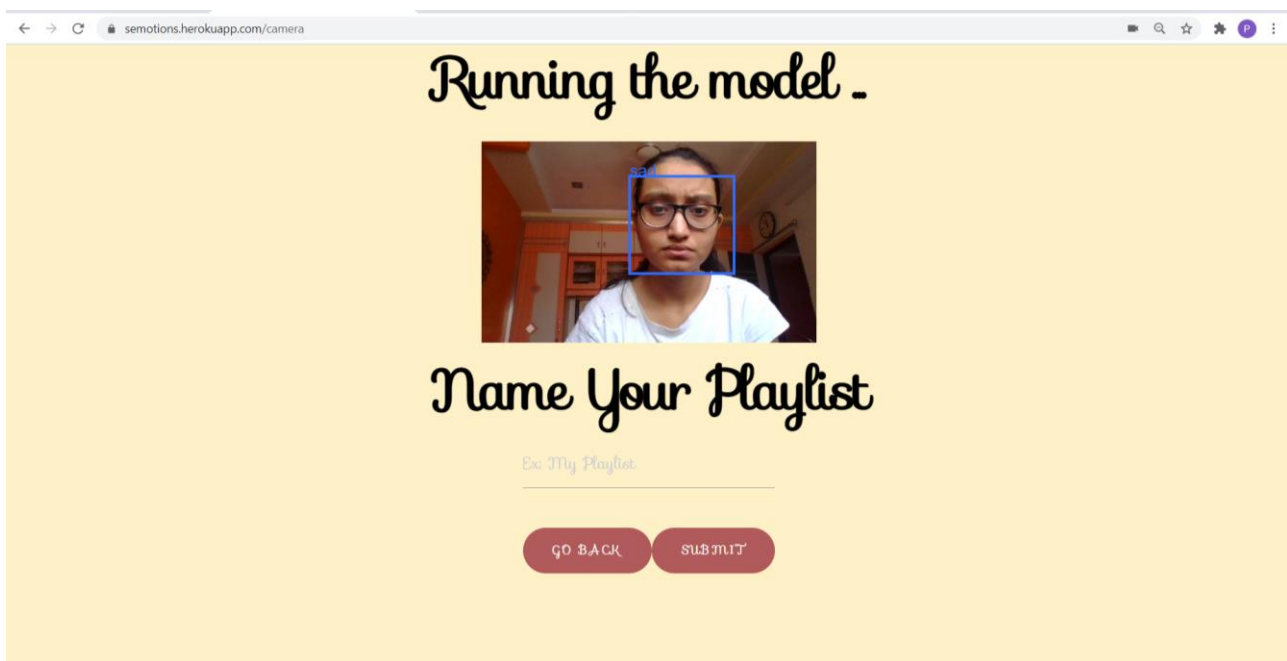 semotions.herokuapp.com/camera
P
Running the model ..
sad
Name Your Playlist
Ex: My Playlist
GO BACK SUBMIT